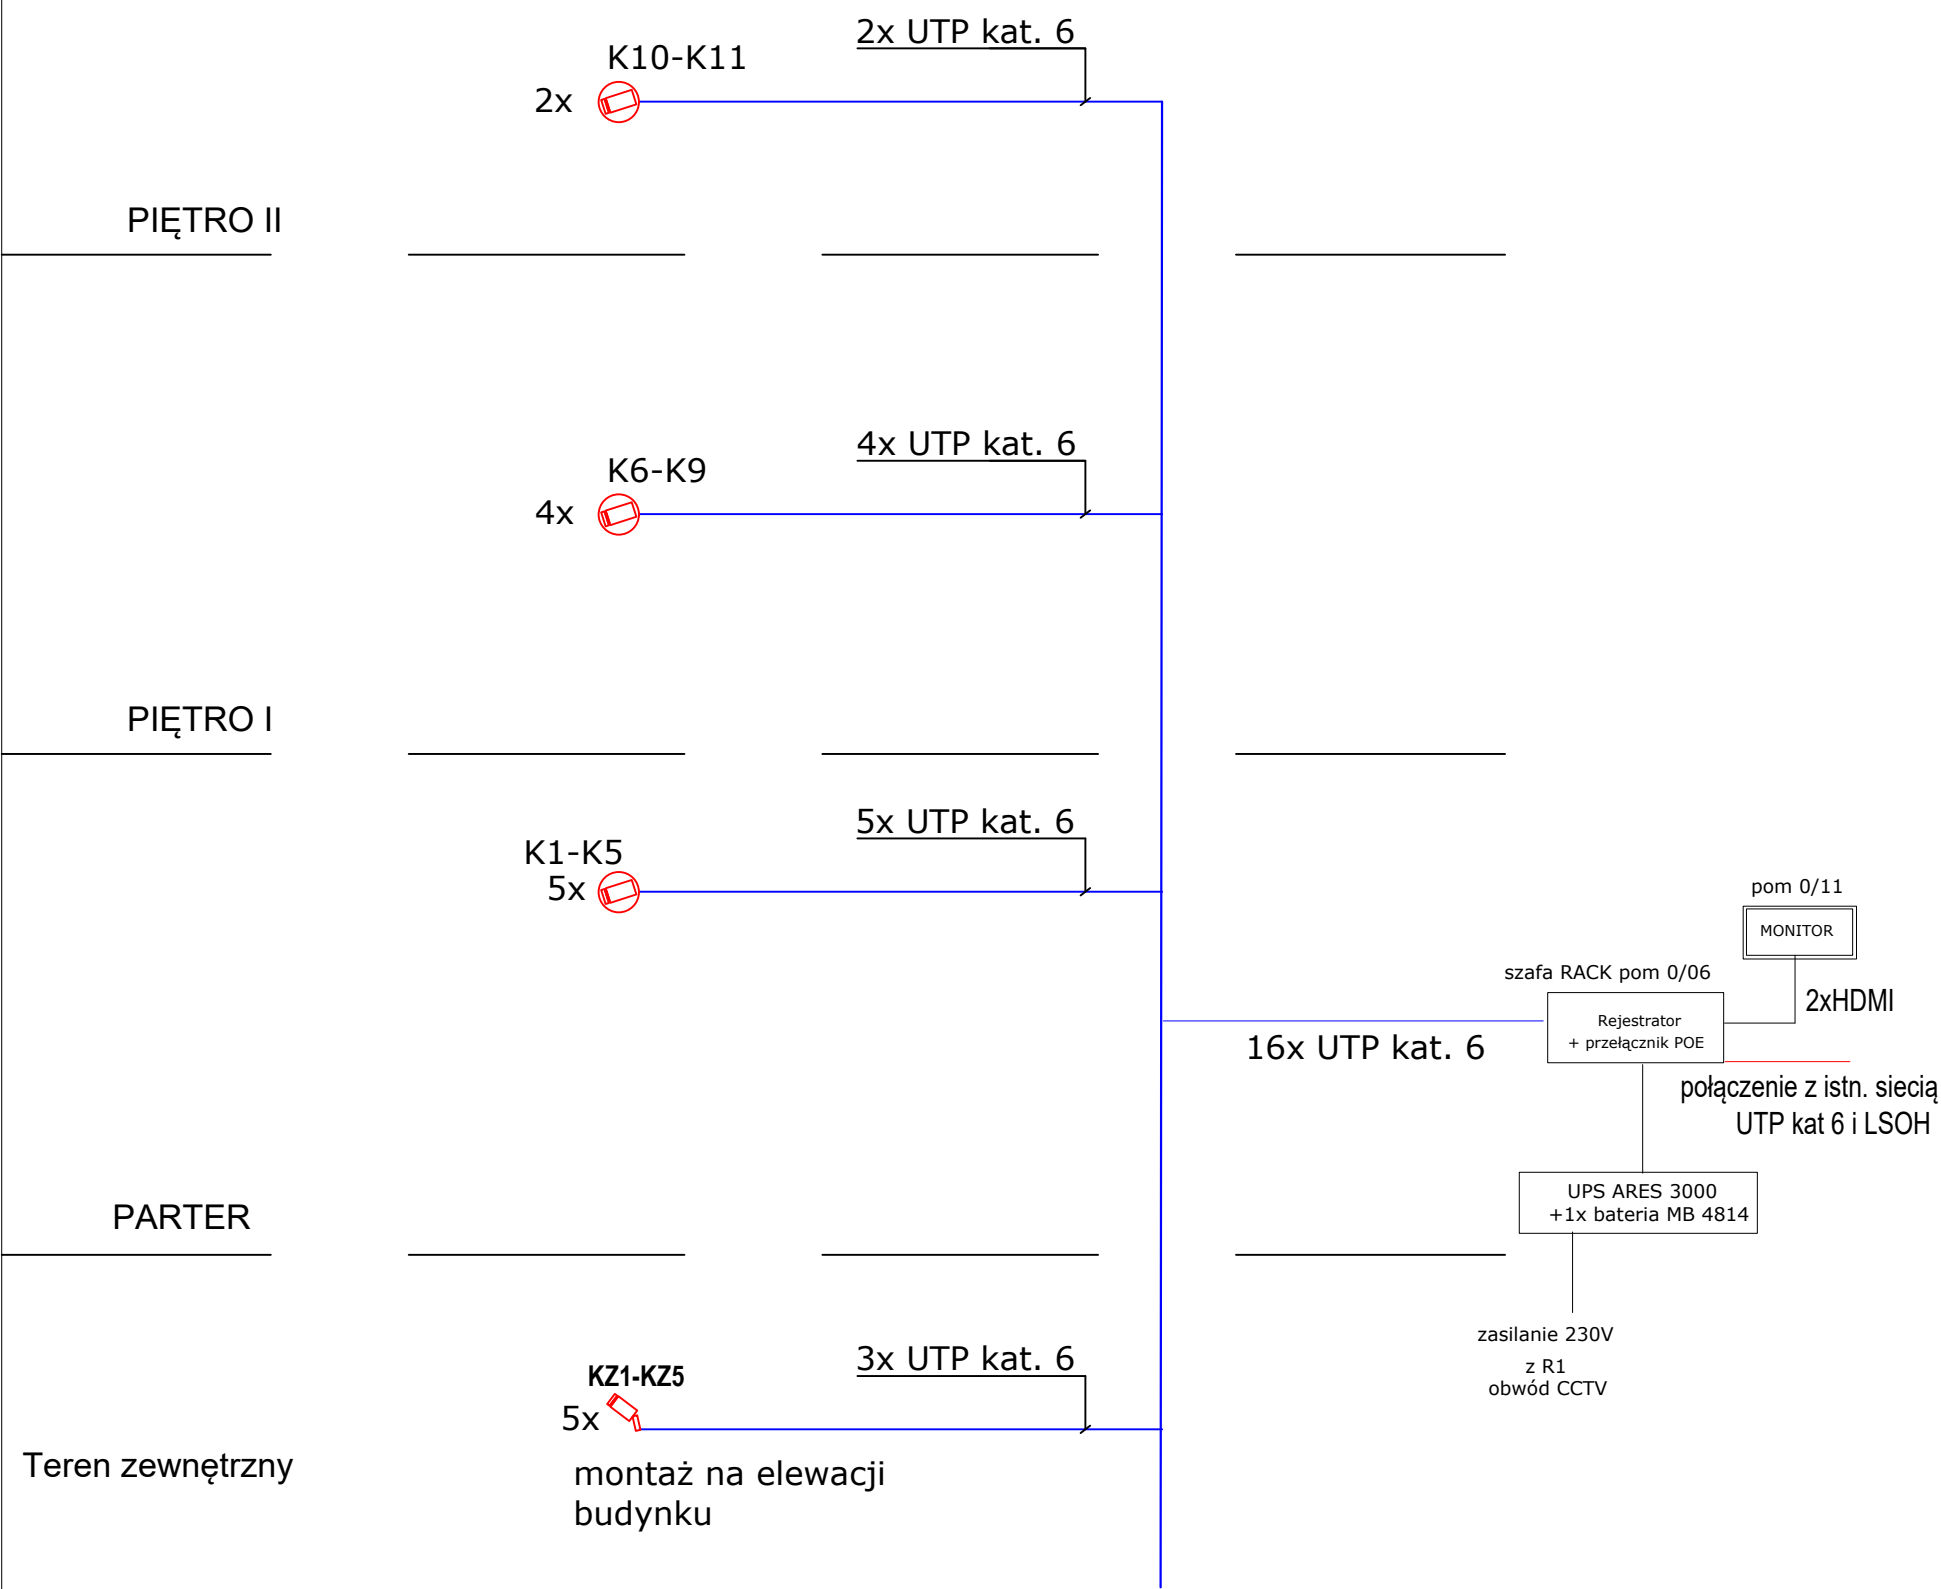 2x UTP kat. 6
K10-K11
2x
PIĘTRO II
4x UTP kat. 6
K6-K9
4x
PIĘTRO I
5x UTP kat. 6
K1-K5
5x
pom 0/11
MONITOR
szafa RACK pom 0/06
2xHDMI
Rejestrator
+ przełącznik POE
16x UTP kat. 6
połączenie z istn. siecią
UTP kat 6 i LSOH
UPS ARES 3000
+1x bateria MB 4814
PARTER
zasilanie 230V
z R1
obwód CCTV
3x UTP kat. 6
KZ1-KZ5
5x
Teren zewnętrzny
montaż na elewacji
budynku